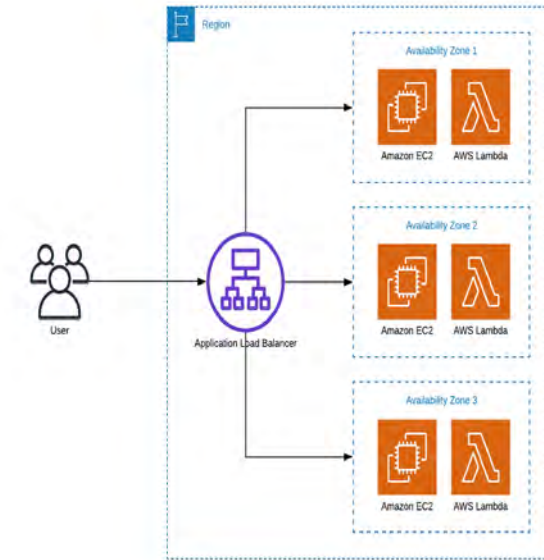 Region
Availability Zone 1
Amazon EC2 AWS Lambda
Availability Zone 2
Amazon EC2 AWS Lambda
User
Application Load Balancer
Availability Zone 3
Amazon EC2 AWS Lambda